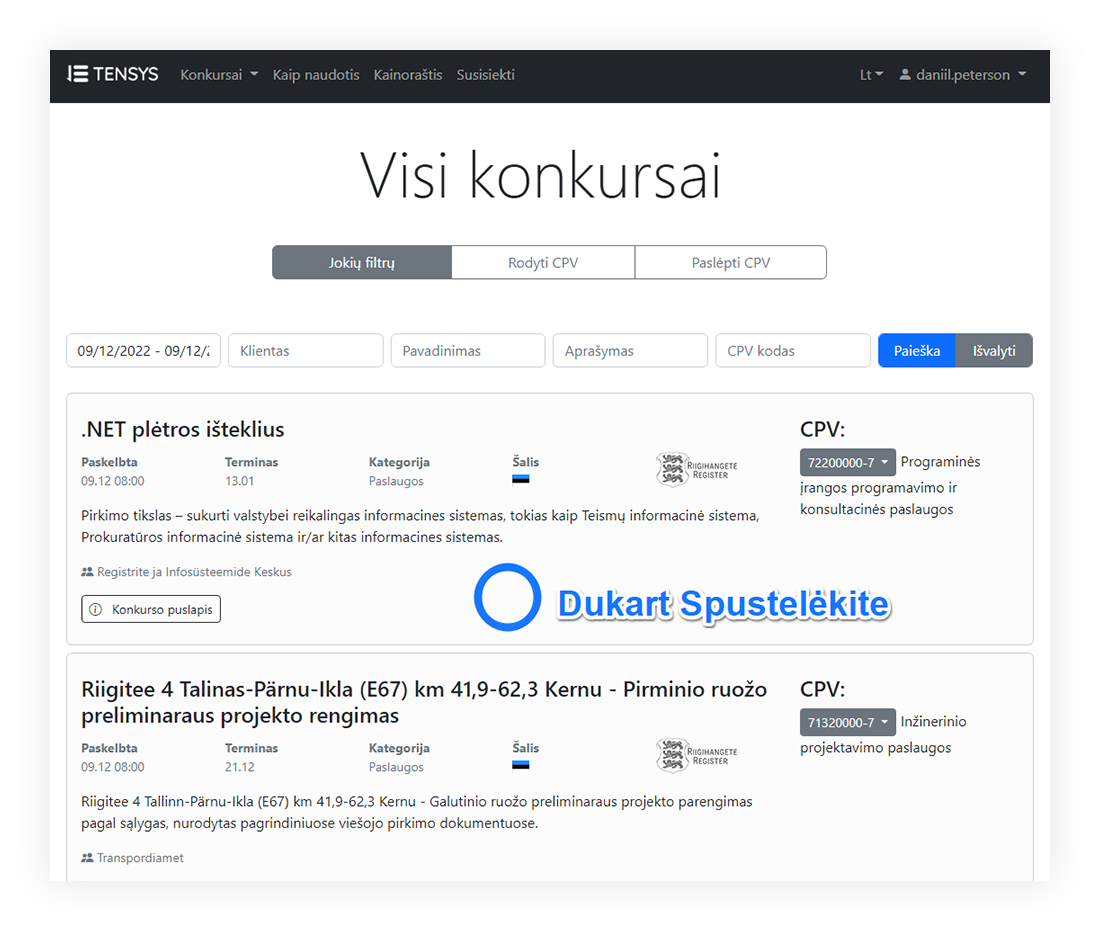 TENSYS Konkursai Kaip naudotis Kainoraštis Susisiekti Lt daniil.peterson
Visi konkursai
Jokių filtrų Rodyti CPV Paslėpti CPV
09/12/2022 - 09/12/ Klientas Pavadinimas Aprašymas CPV kodas Paieška Išvalyti
.NET plėtros išteklius
Paskelbta Terminas Kategorija Šalis
09.12 08:00 13.01 Paslaugos
RIIGIHANGETE
REGISTER
Pirkimo tikslas – sukurti valstybei reikalingas informacines sistemas, tokias kaip Teismų informacinė sistema,
Prokuratūros informacinė sistema ir/ar kitas informacines sistemas.
Registrite ja Infosüsteemide Keskus
Konkurso puslapis
CPV:
72200000-7 Programinės
įrangos programavimo ir
konsultacinės paslaugos
Dukart Spustelėkite
Riigitee 4 Talinas-Pärnu-Ikla (E67) km 41,9-62,3 Kernu - Pirminio ruožo
preliminaraus projekto rengimas
Paskelbta Terminas Kategorija Šalis
09.12 08:00 21.12 Paslaugos
RIIGIHANGETE
REGISTER
Riigitee 4 Tallinn-Pärnu-Ikla (E67) km 41,9-62,3 Kernu - Galutinio ruožo preliminaraus projekto parengimas
pagal sąlygas, nurodytas pagrindiniuose viešojo pirkimo dokumentuose.
Transpordiamet
CPV:
71320000-7 Inžinerinio
projektavimo paslaugos